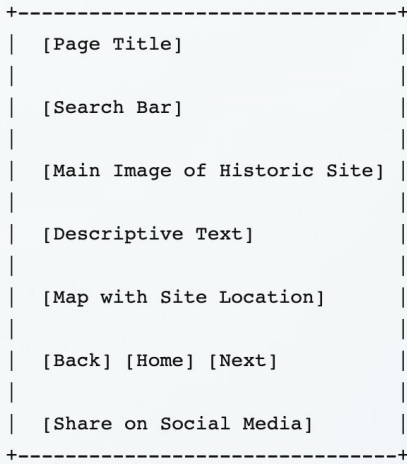 +----------------------------------+
| [Page Title] |
| |
| [Search Bar] |
| |
| [Main Image of Historic Site] |
| |
| [Descriptive Text] |
| |
| [Map with Site Location] |
| |
| [Back] [Home] [Next] |
| |
| [Share on Social Media] |
+----------------------------------+